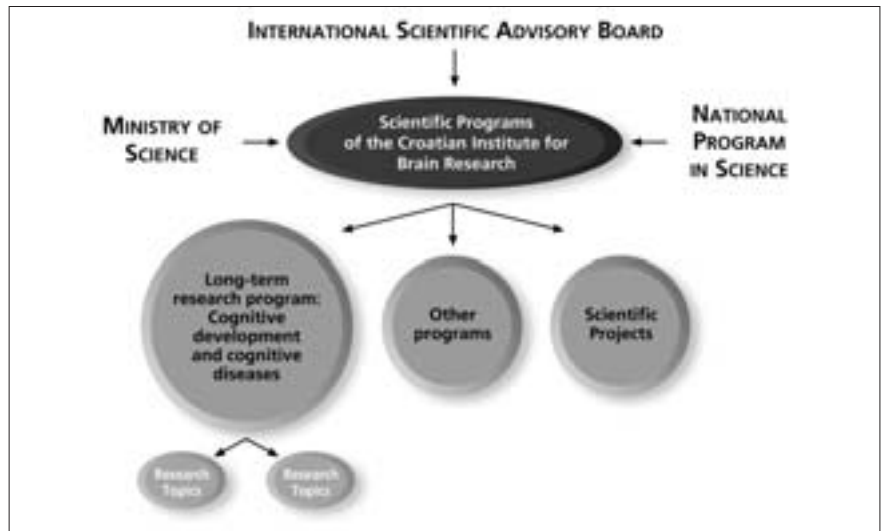 INTERNATIONAL SCIENTIFIC ADVISORY BOARD
MINISTRY OF
SCIENCE
Scientific Programs
of the Croatian Institute for
Brain Research
NATIONAL
PROGRAM
IN SCIENCE
Long-term
research program:
Cognitive
development
and cognitive
diseases
Other
programs
Scientific
Projects
Research
Topics
Research
Topics